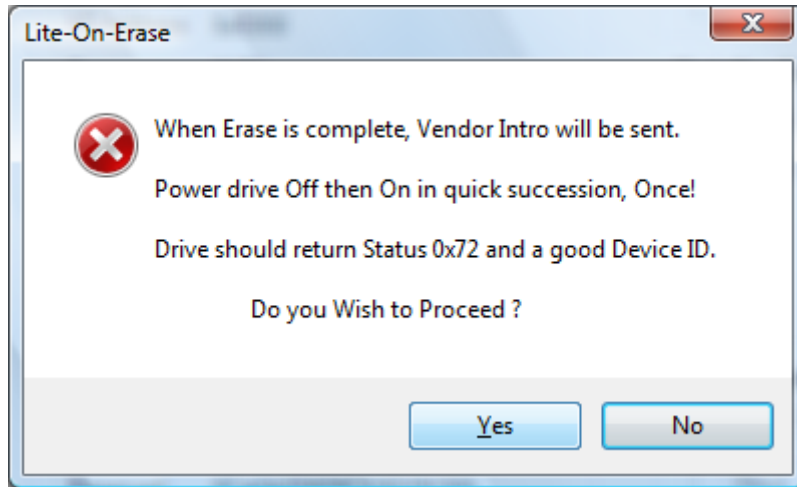 Lite-On-Erase
When Erase is complete, Vendor Intro will be sent.
Power drive Off then On in quick succession, Once!
Drive should return Status 0x72 and a good Device ID.
Do you Wish to Proceed ?
Yes
No